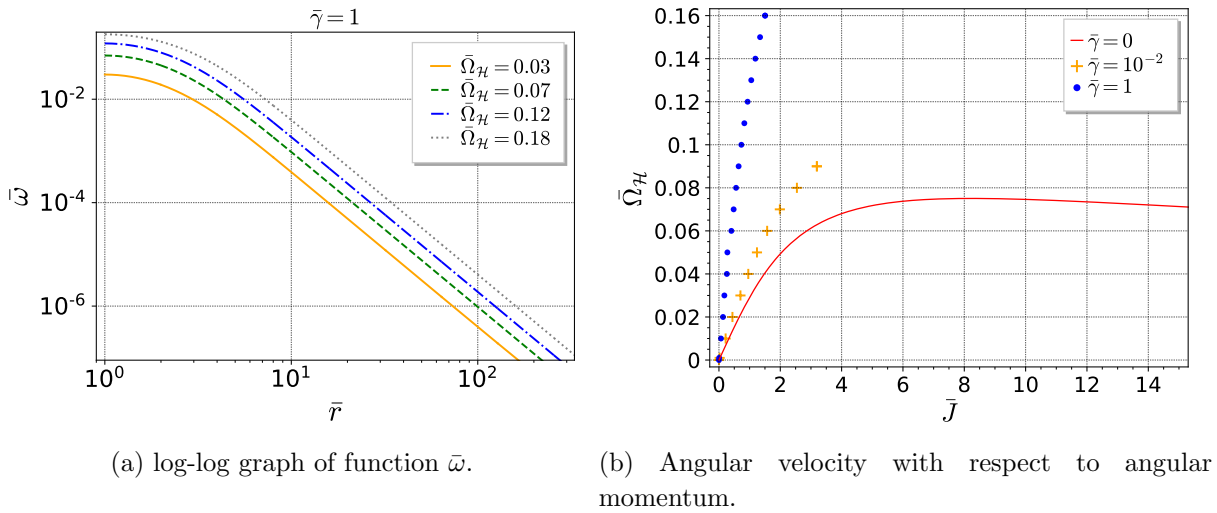 γ̄ = 1
Ω̄_ℋ = 0.03
Ω̄_ℋ = 0.07
Ω̄_ℋ = 0.12
Ω̄_ℋ = 0.18
10^-2
10^-4
10^-6
ω̄
10^0 10^1 10^2
r̄
(a) log-log graph of function ω̄.
0.16
0.14
0.12
0.1
0.08
0.06
0.04
0.02
0
Ω̄_ℋ
γ̄ = 0
γ̄ = 10^-2
γ̄ = 1
0 2 4 6 8 10 12 14
J̄
(b) Angular velocity with respect to angular
momentum.